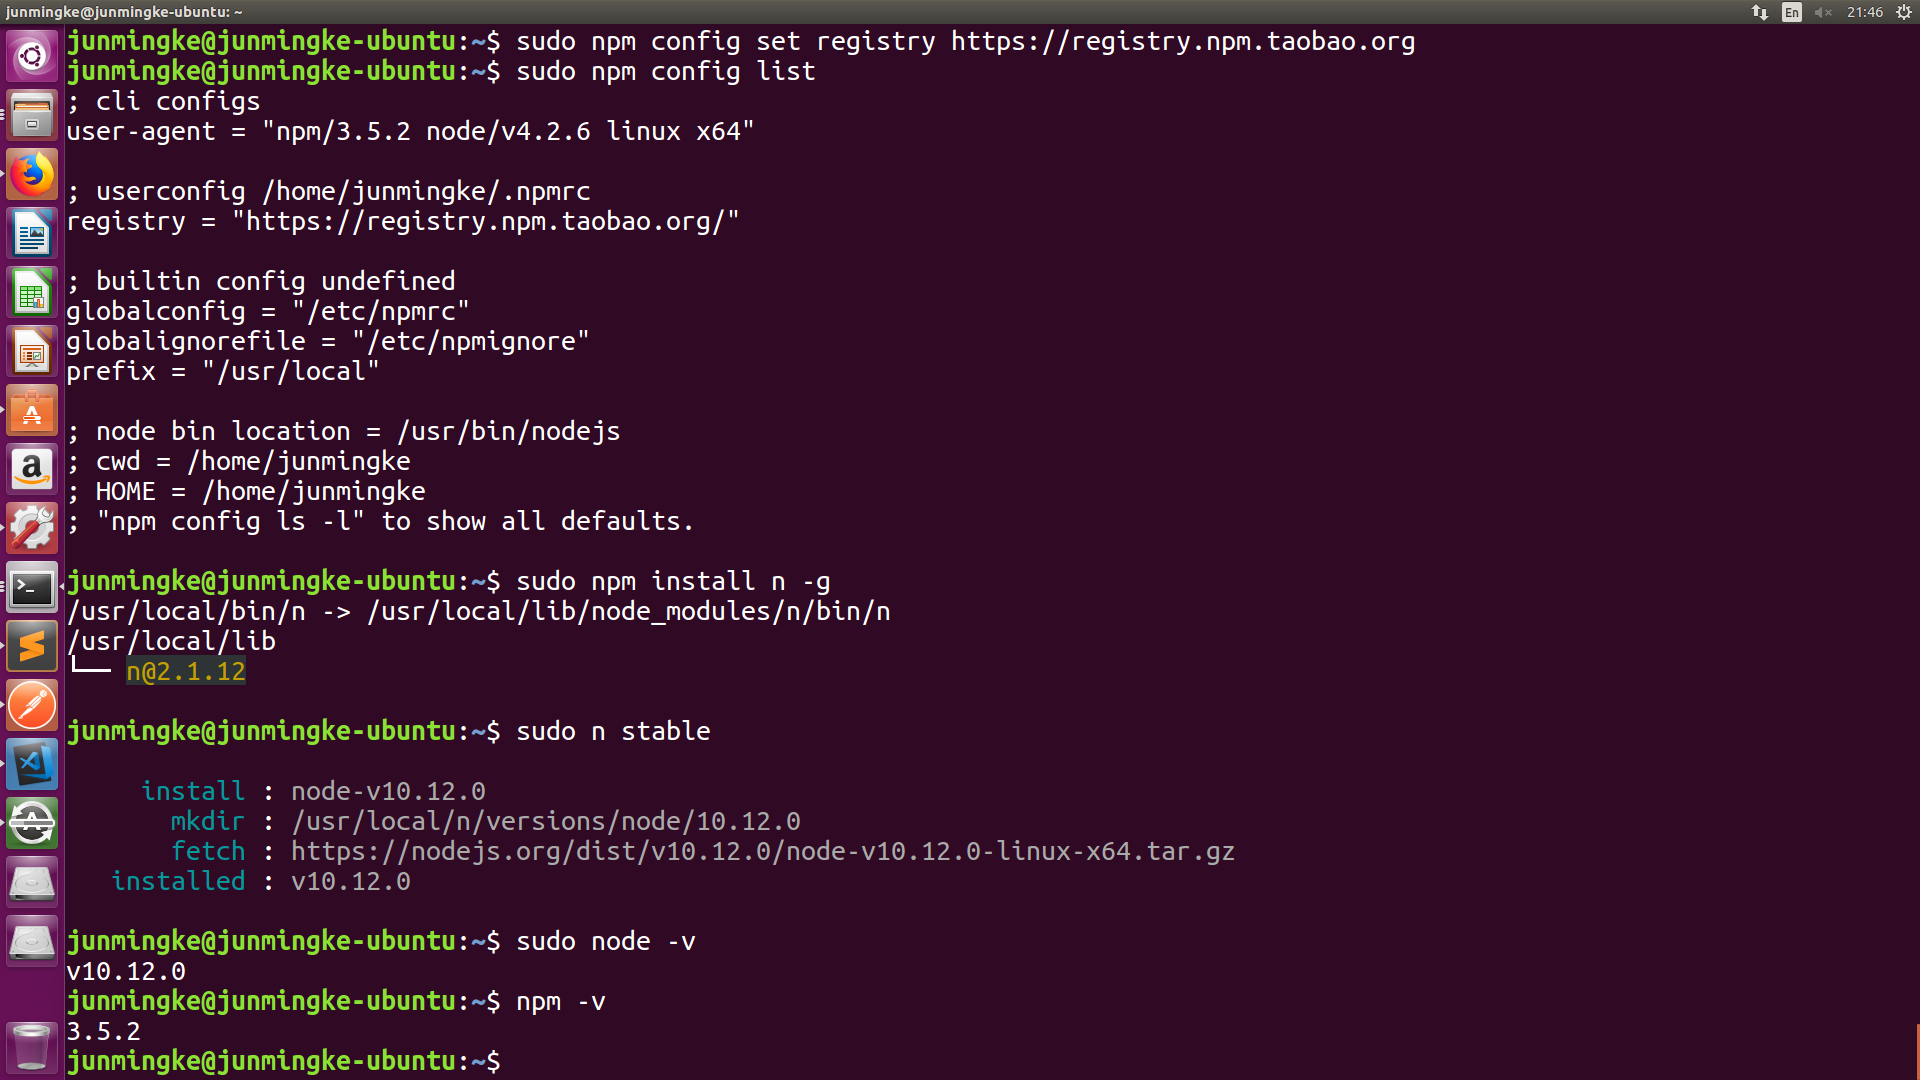 junmingke@junmingke-ubuntu: ~
En
21:46
junmingke@junmingke-ubuntu:~$ sudo npm config set registry https://registry.npm.taobao.org
junmingke@junmingke-ubuntu:~$ sudo npm config list
; cli configs
user-agent = "npm/3.5.2 node/v4.2.6 linux x64"
; userconfig /home/junmingke/.npmrc
registry = "https://registry.npm.taobao.org/"
; builtin config undefined
globalconfig = "/etc/npmrc"
globalignorefile = "/etc/npmignore"
prefix = "/usr/local"
; node bin location = /usr/bin/nodejs
; cwd = /home/junmingke
; HOME = /home/junmingke
; "npm config ls -l" to show all defaults.
junmingke@junmingke-ubuntu:~$ sudo npm install n -g
/usr/local/bin/n -> /usr/local/lib/node_modules/n/bin/n
/usr/local/lib
└── n@2.1.12
junmingke@junmingke-ubuntu:~$ sudo n stable
install : node-v10.12.0
mkdir : /usr/local/n/versions/node/10.12.0
fetch : https://nodejs.org/dist/v10.12.0/node-v10.12.0-linux-x64.tar.gz
installed : v10.12.0
junmingke@junmingke-ubuntu:~$ sudo node -v
v10.12.0
junmingke@junmingke-ubuntu:~$ npm -v
3.5.2
junmingke@junmingke-ubuntu:~$